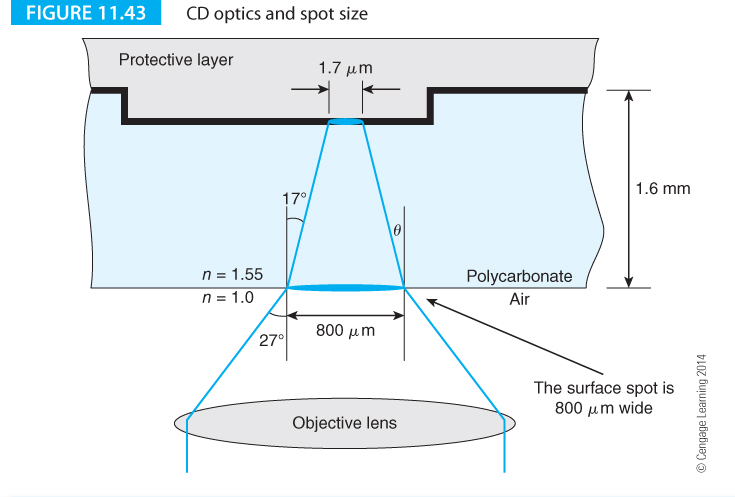 FIGURE 11.43 CD optics and spot size
Protective layer
1.7 μm
1.6 mm
17°
θ
n = 1.55
Polycarbonate
n = 1.0
Air
27°
800 μm
The surface spot is
800 μm wide
Objective lens
© Cengage Learning 2014